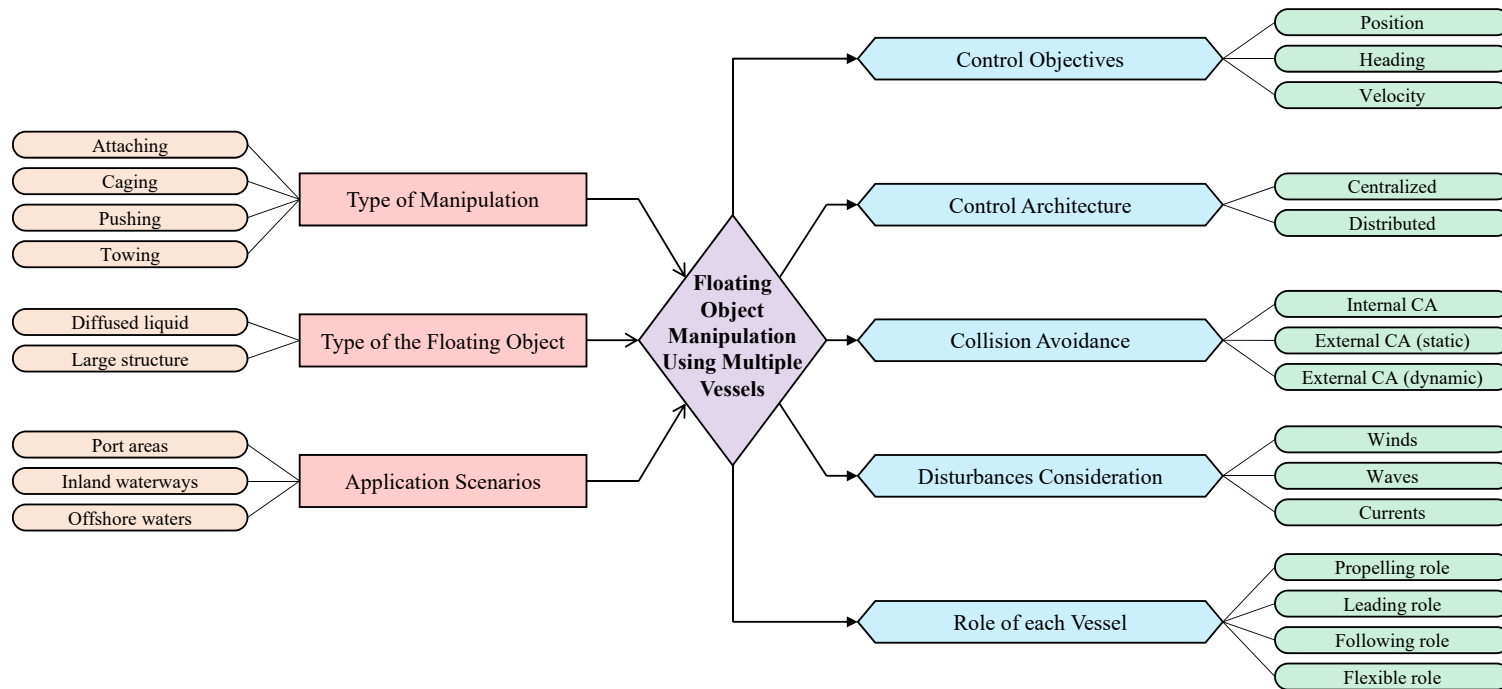 Attaching
Caging
Pushing
Towing
Type of Manipulation
Diffused liquid
Large structure
Type of the Floating Object
Port areas
Inland waterways
Offshore waters
Application Scenarios
Floating
Object
Manipulation
Using Multiple
Vessels
Control Objectives
Position
Heading
Velocity
Control Architecture
Centralized
Distributed
Collision Avoidance
Internal CA
External CA (static)
External CA (dynamic)
Disturbances Consideration
Winds
Waves
Currents
Role of each Vessel
Propelling role
Leading role
Following role
Flexible role